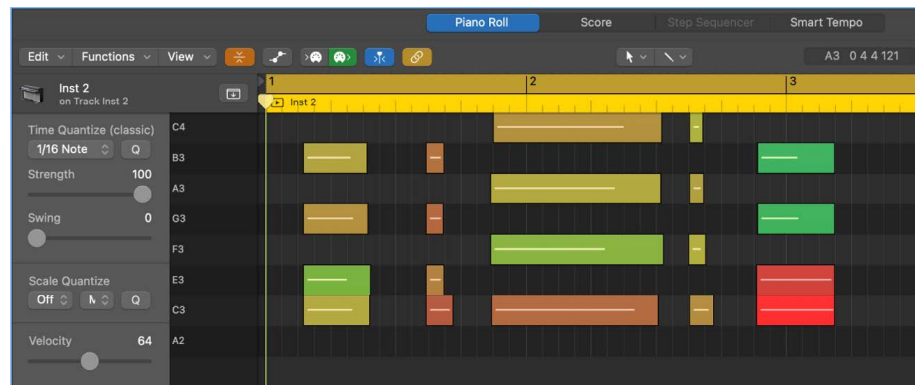 Piano Roll Score Step Sequencer Smart Tempo
Edit Functions View A3 0 4 4 121
Inst 2
on Track Inst 2
1 2 3
Inst 2
Time Quantize (classic)
1/16 Note Q
Strength 100
Swing 0
Scale Quantize
Off Q
Velocity 64
C4
B3
A3
G3
F3
E3
C3
A2